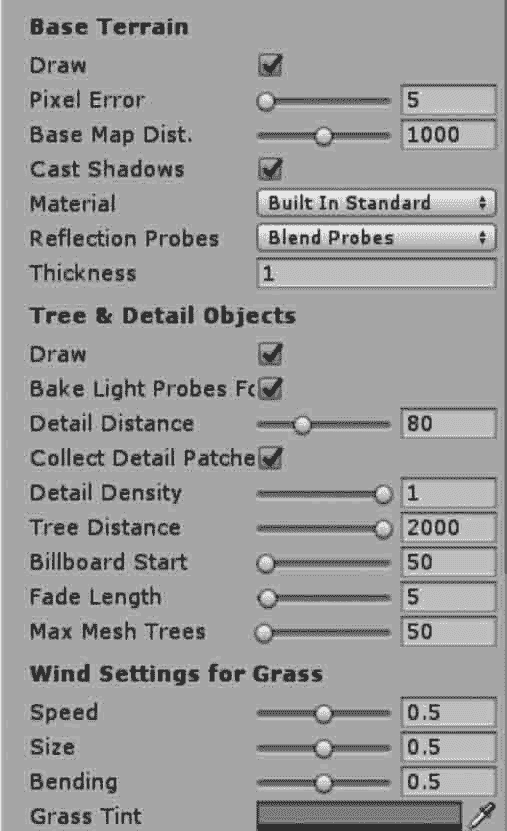 Base Terrain
Draw
Pixel Error 5
Base Map Dist. 1000
Cast Shadows
Material Built In Standard
Reflection Probes Blend Probes
Thickness 1
Tree & Detail Objects
Draw
Bake Light Probes Fo
Detail Distance 80
Collect Detail Patche
Detail Density 1
Tree Distance 2000
Billboard Start 50
Fade Length 5
Max Mesh Trees 50
Wind Settings for Grass
Speed 0.5
Size 0.5
Bending 0.5
Grass Tint